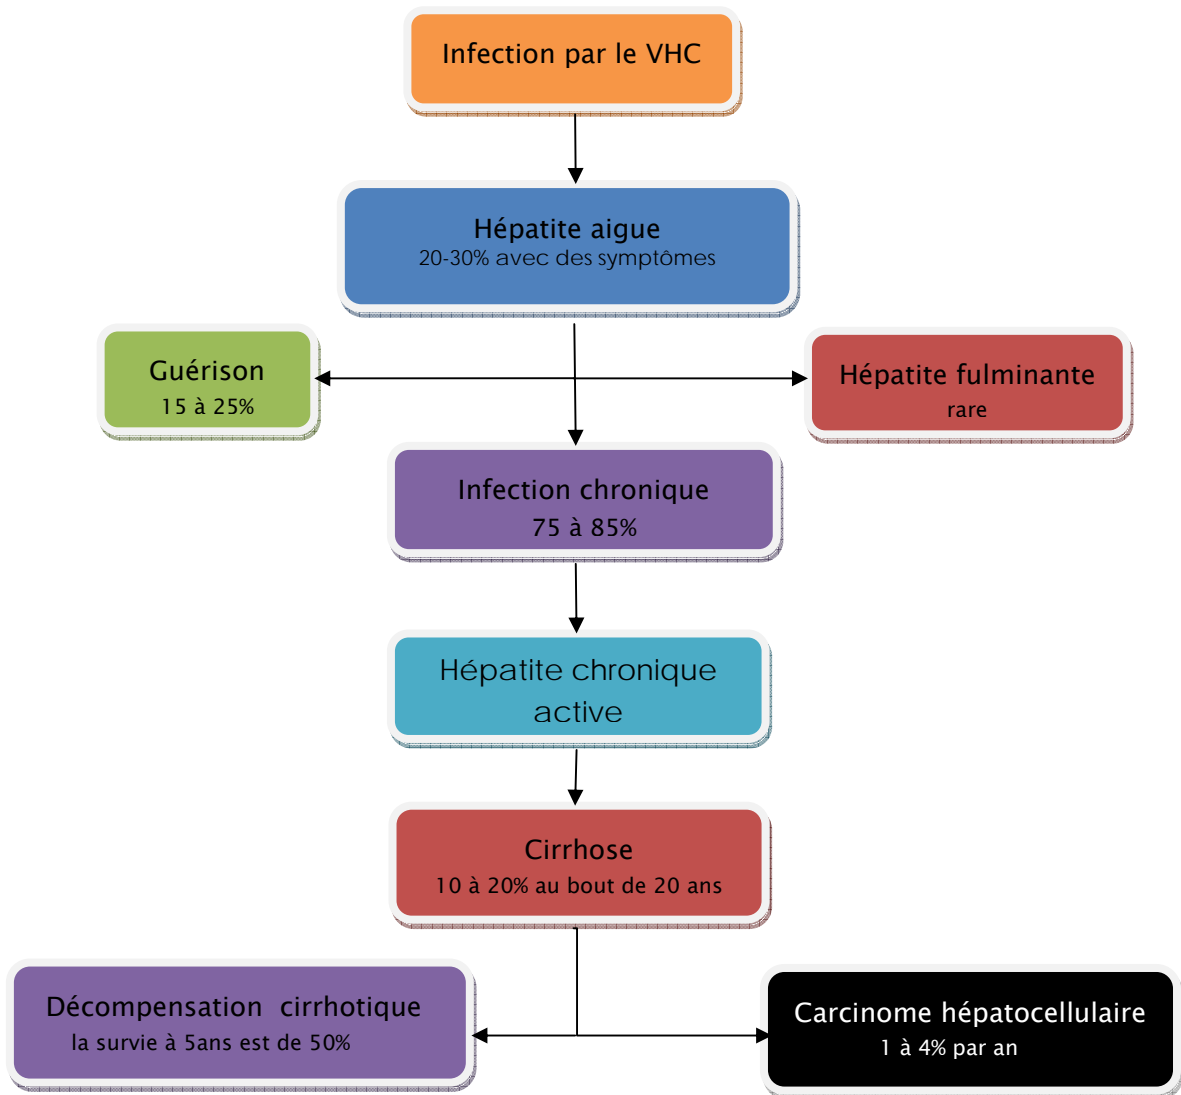 Infection par le VHC
Hépatite aigue
20-30% avec des symptômes
Guérison
15 à 25%
Hépatite fulminante
rare
Infection chronique
75 à 85%
Hépatite chronique
active
Cirrhose
10 à 20% au bout de 20 ans
Décompensation cirrhotique
la survie à 5ans est de 50%
Carcinome hépatocellulaire
1 à 4% par an